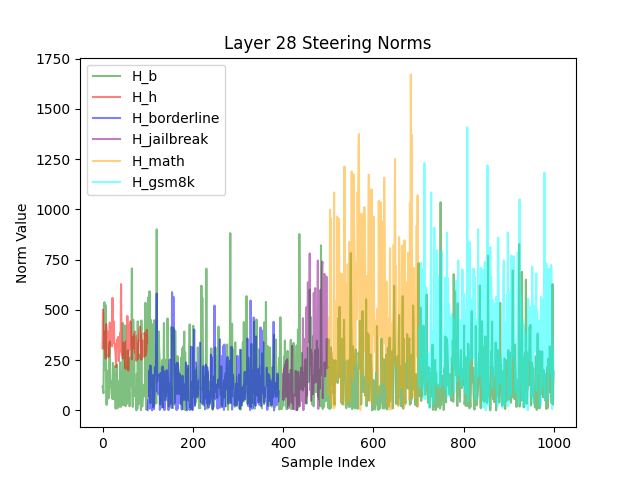 Layer 28 Steering Norms
Norm Value
1750
1500
1250
1000
750
500
250
0
H_b
H_h
H_borderline
H_jailbreak
H_math
H_gsm8k
0 200 400 600 800 1000
Sample Index